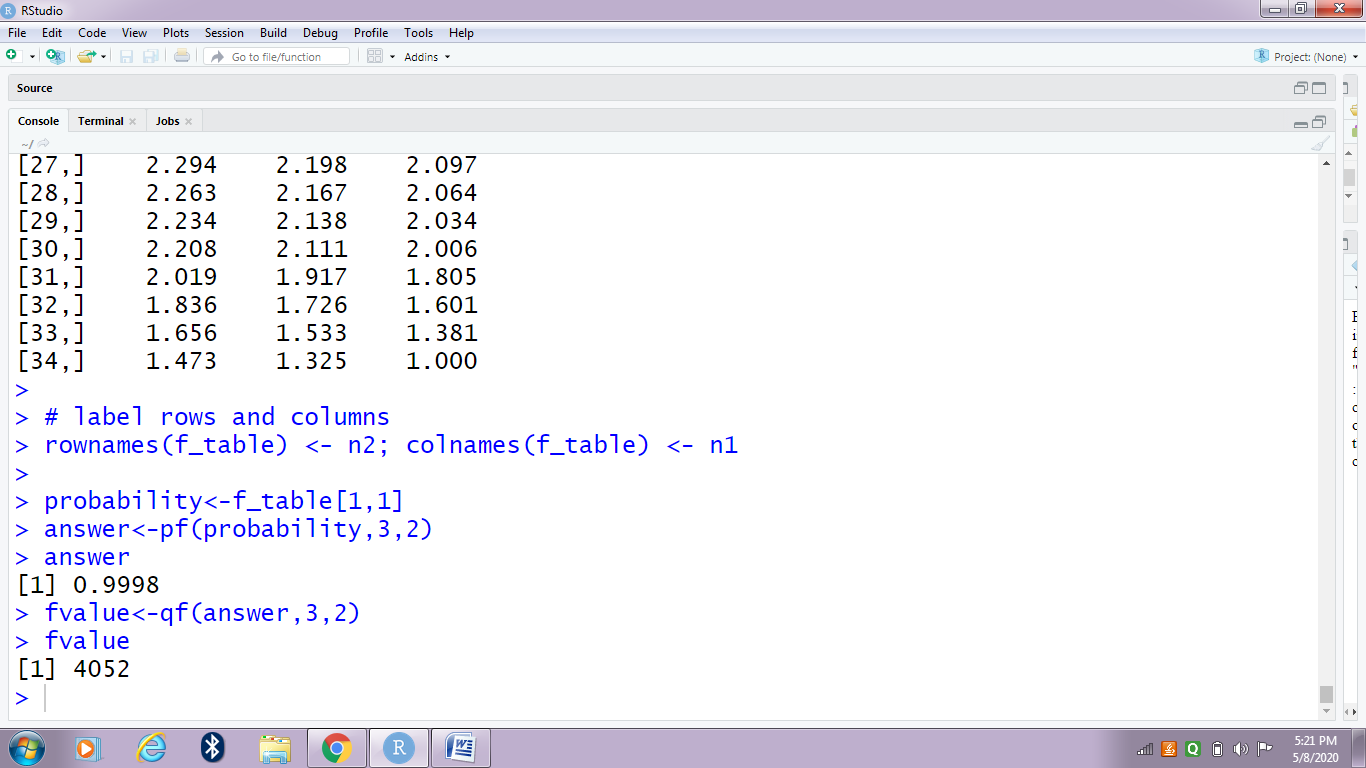 RStudio
File Edit Code View Plots Session Build Debug Profile Tools Help
Go to file/function Addins Project: (None)
Source
Console Terminal Jobs
~/
[27,] 2.294 2.198 2.097
[28,] 2.263 2.167 2.064
[29,] 2.234 2.138 2.034
[30,] 2.208 2.111 2.006
[31,] 2.019 1.917 1.805
[32,] 1.836 1.726 1.601
[33,] 1.656 1.533 1.381
[34,] 1.473 1.325 1.000
>
> # label rows and columns
> rownames(f_table) <- n2; colnames(f_table) <- n1
>
> probability<-f_table[1,1]
> answer<-pf(probability,3,2)
> answer
[1] 0.9998
> fvalue<-qf(answer,3,2)
> fvalue
[1] 4052
>
5:21 PM
5/8/2020